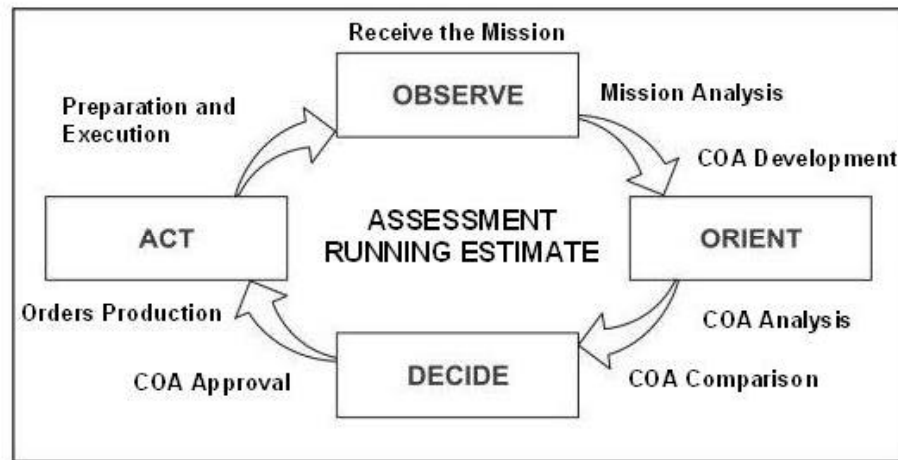 Receive the Mission
OBSERVE
Preparation and
Execution
Mission Analysis
COA Development
ACT
ASSESSMENT
RUNNING ESTIMATE
ORIENT
Orders Production
COA Analysis
COA Approval
DECIDE
COA Comparison